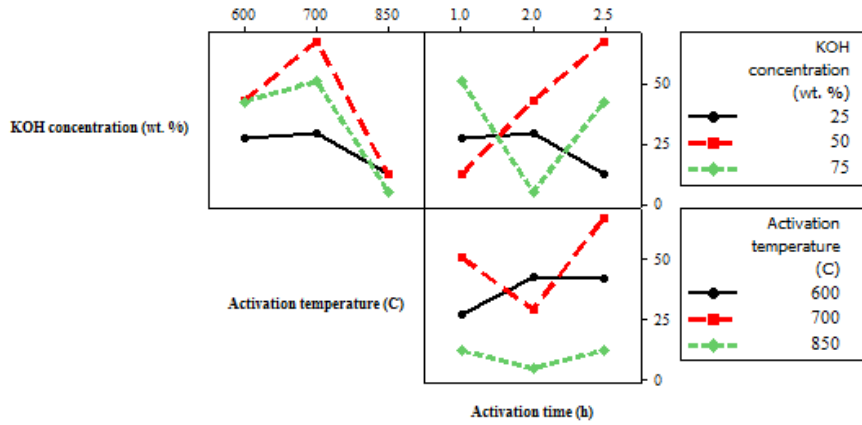 600 700 850
1.0 2.0 2.5
KOH concentration (wt. %)
50
25
0
KOH
concentration
(wt. %)
25
50
75
Activation temperature (C)
50
25
0
Activation
temperature
(C)
600
700
850
Activation time (h)